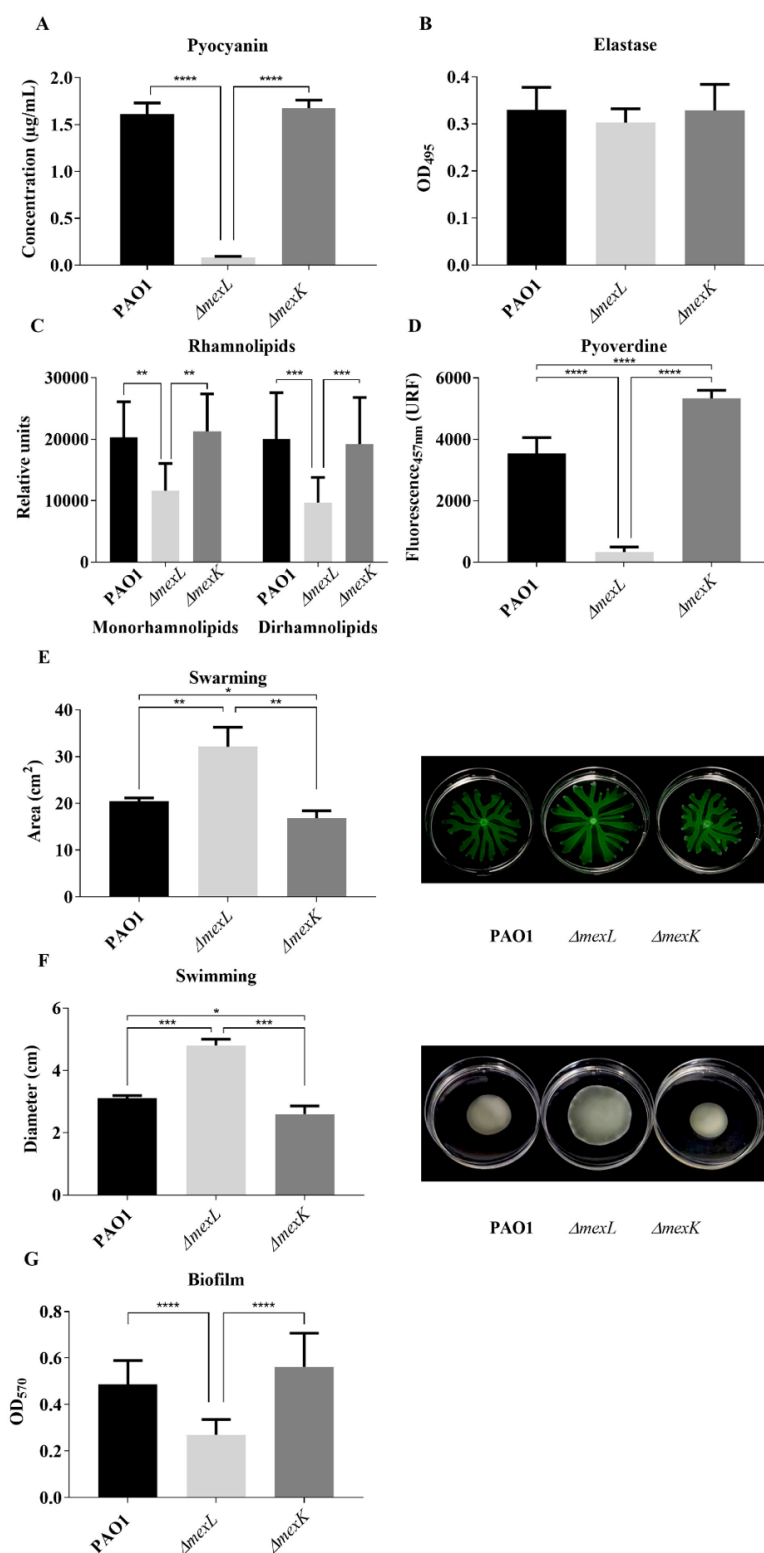 A
Pyocyanin
**** ****
Concentration (µg/mL)
2.0
1.5
1.0
0.5
0.0
PAO1 ΔmexL ΔmexK
B
Elastase
OD495
0.4
0.3
0.2
0.1
0.0
PAO1 ΔmexL ΔmexK
C
Rhamnolipids
** ** *** ***
Relative units
30000
20000
10000
0
PAO1 ΔmexL ΔmexK PAO1 ΔmexL ΔmexK
Monorhamnolipids Dirhamnolipids
D
Pyoverdine
****
**** ****
Fluorescence457nm (URF)
6000
4000
2000
0
PAO1 ΔmexL ΔmexK
E
Swarming
*
** **
Area (cm2)
40
30
20
10
0
PAO1 ΔmexL ΔmexK
PAO1 ΔmexL ΔmexK
F
Swimming
*
*** ***
Diameter (cm)
6
4
2
0
PAO1 ΔmexL ΔmexK
PAO1 ΔmexL ΔmexK
G
Biofilm
**** ****
OD570
0.8
0.6
0.4
0.2
0.0
PAO1 ΔmexL ΔmexK